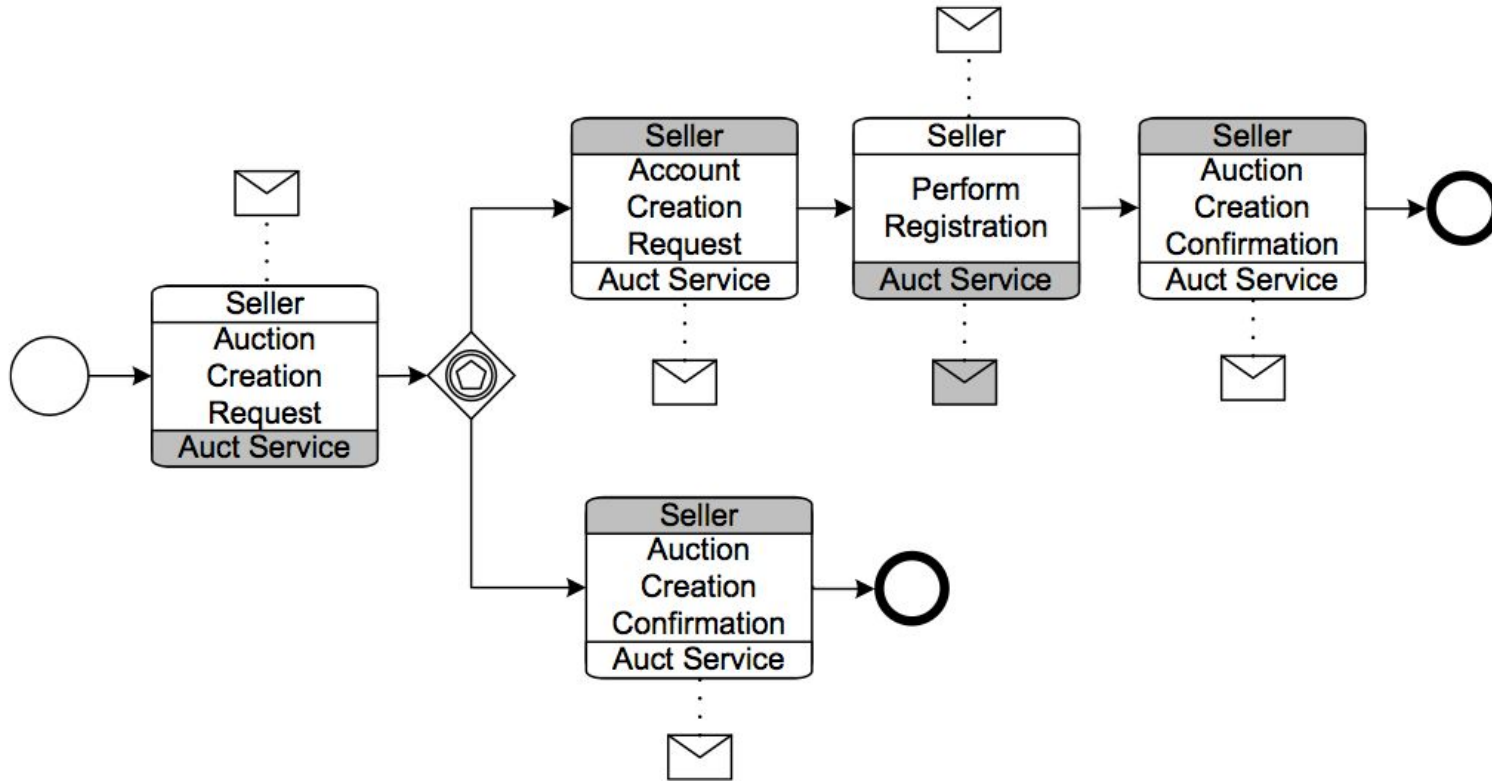 Seller
Auction
Creation
Request
Auct Service
Seller
Account
Creation
Request
Auct Service
Seller
Perform
Registration
Auct Service
Seller
Auction
Creation
Confirmation
Auct Service
Seller
Auction
Creation
Confirmation
Auct Service